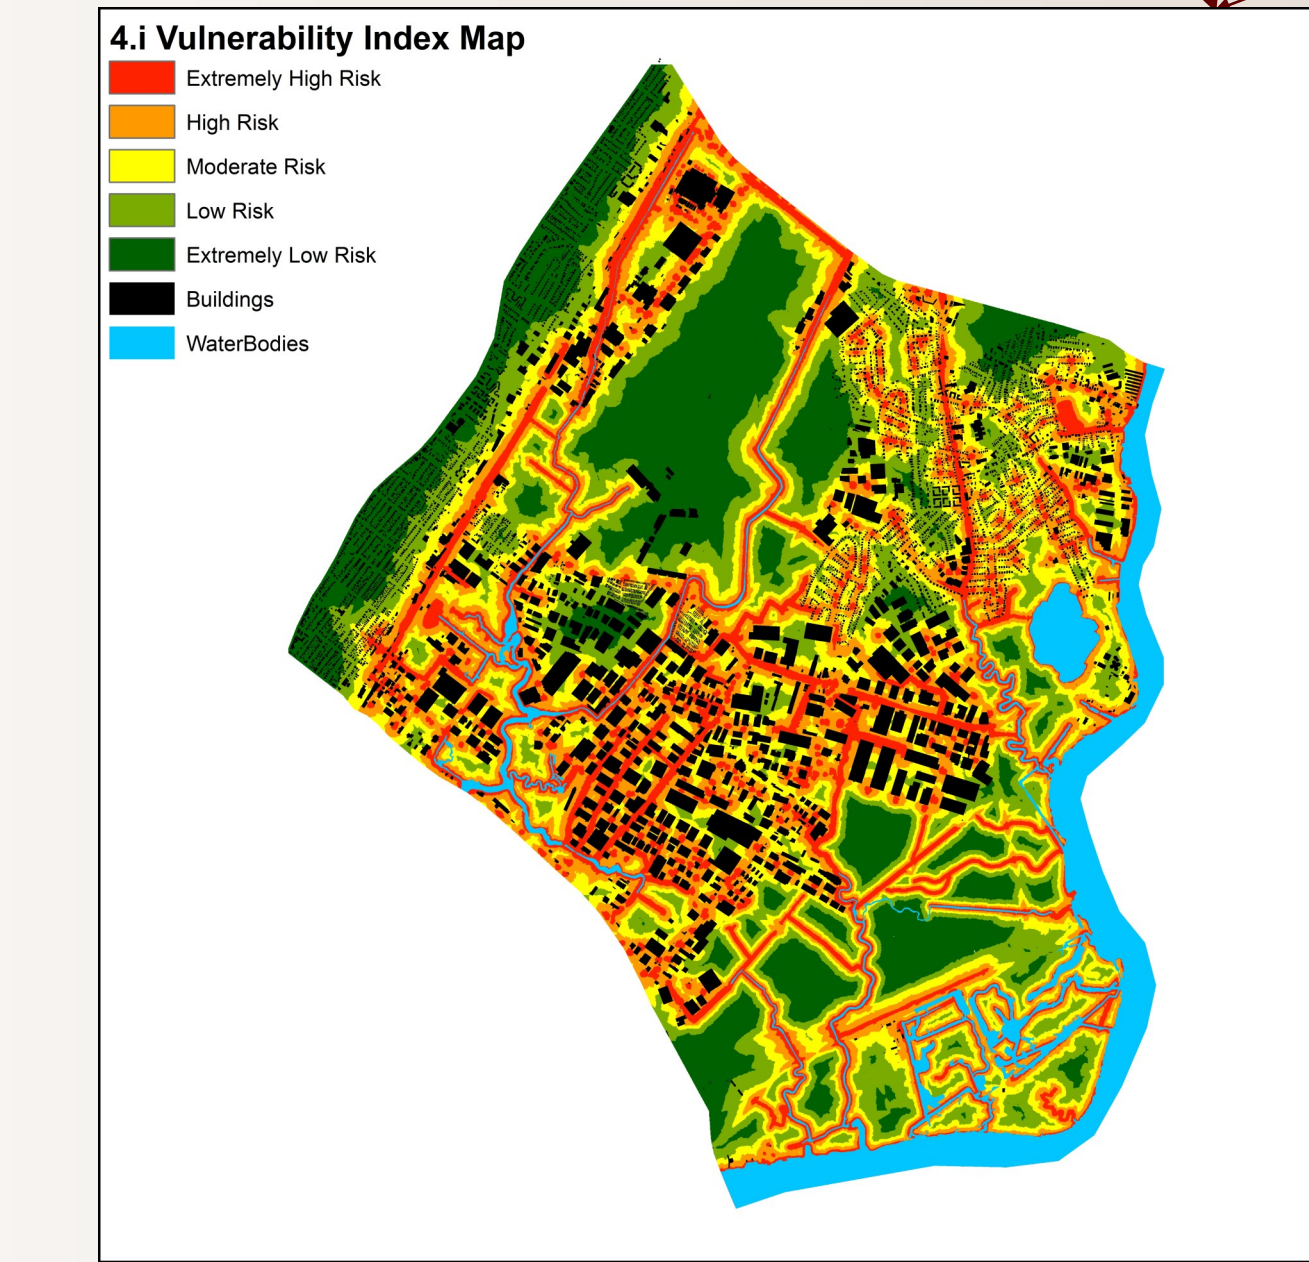 4.i Vulnerability Index Map
Extremely High Risk
High Risk
Moderate Risk
Low Risk
Extremely Low Risk
Buildings
WaterBodies